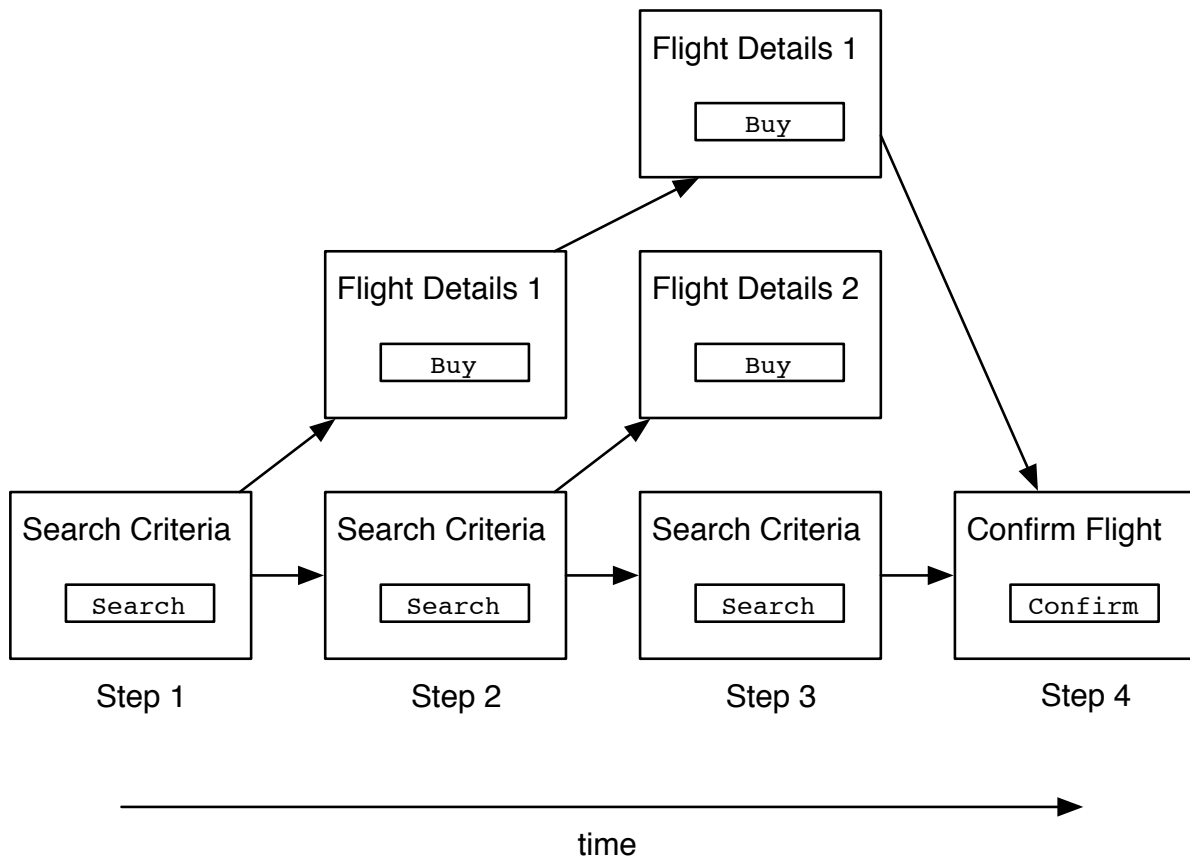 Flight Details 1
Buy
Flight Details 1
Buy
Flight Details 2
Buy
Search Criteria
Search
Search Criteria
Search
Search Criteria
Search
Confirm Flight
Confirm
Step 1
Step 2
Step 3
Step 4
time